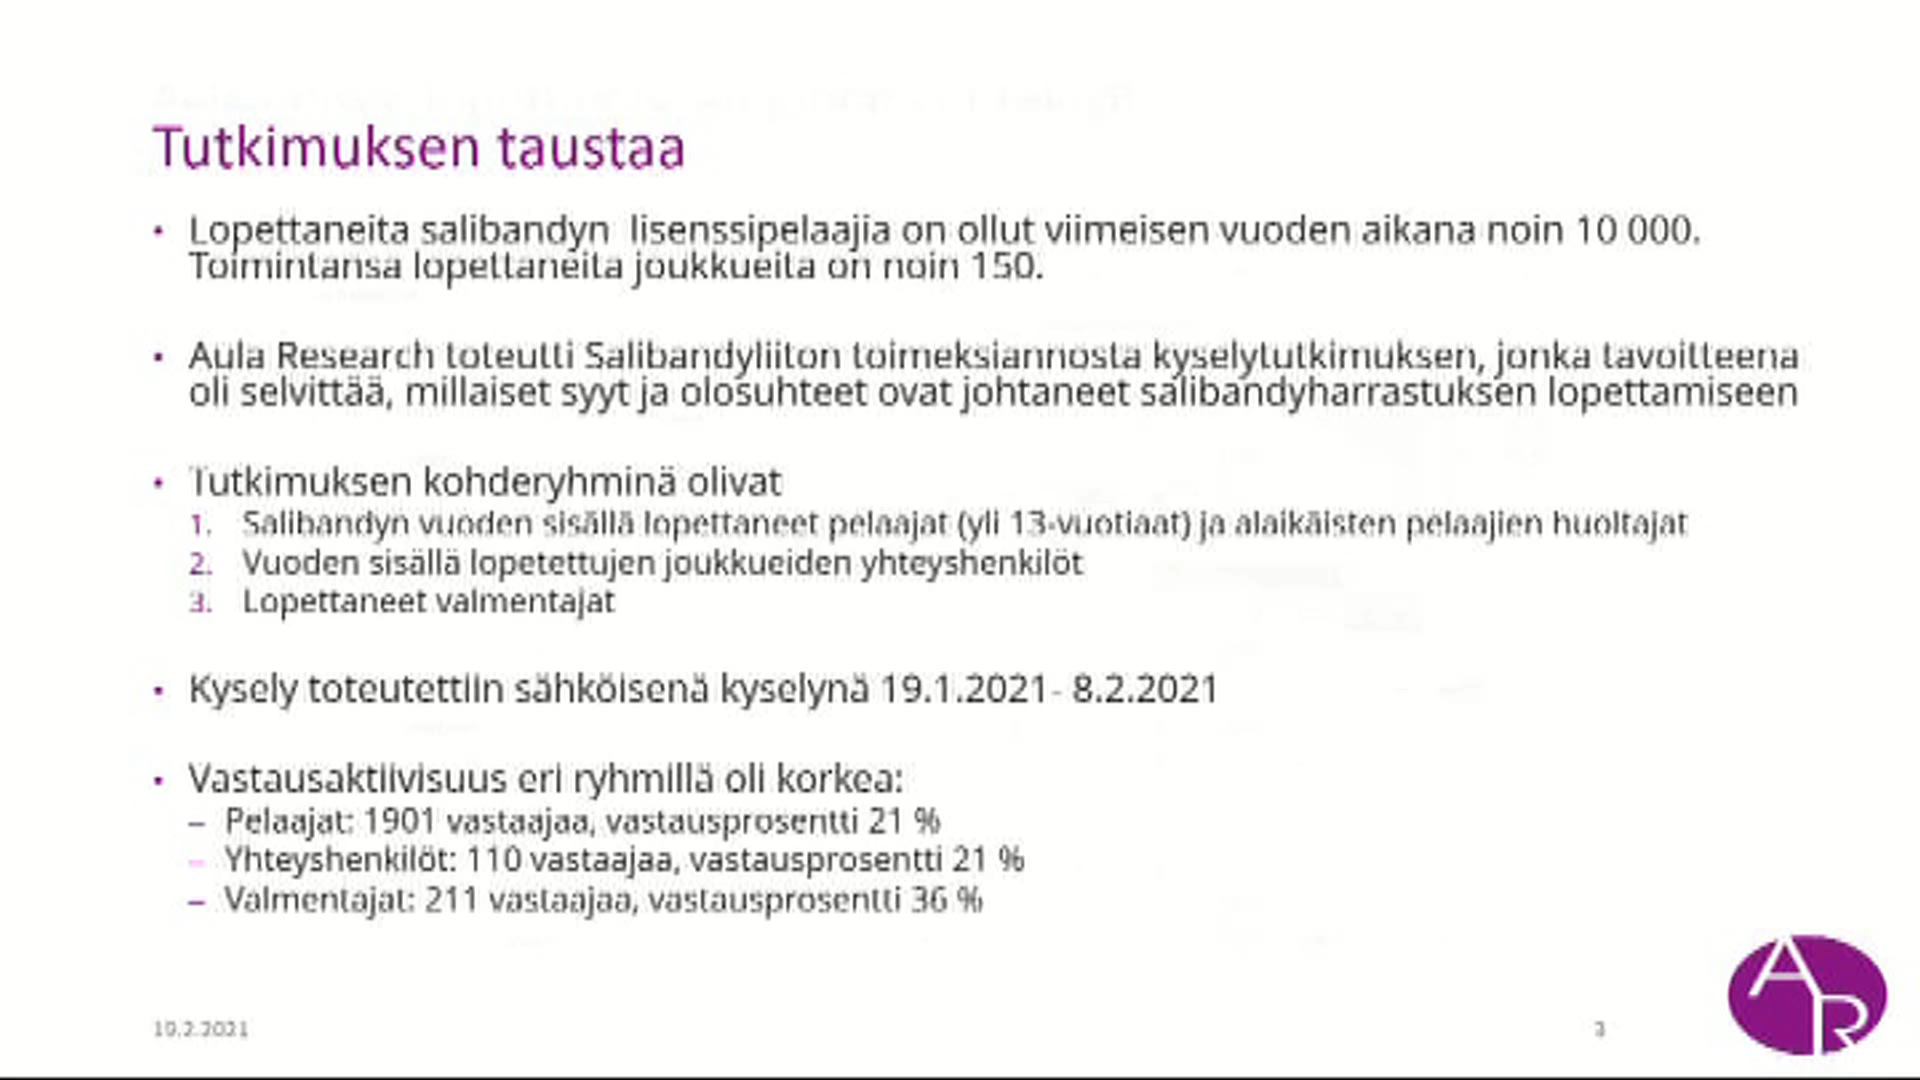 Tutkimuksen taustaa
• Lopettaneita salibandyn lisenssipelaajia on ollut viimeisen vuoden aikana noin 10 000.
Toimintansa lopettaneita joukkueita on noin 150.
• Aula Research toteutti Salibandyliiton toimeksiannosta kyselytutkimuksen, jonka tavoitteena
oli selvittää, millaiset syyt ja olosuhteet ovat johtaneet salibandyharrastuksen lopettamiseen
• Tutkimuksen kohderyhminä olivat
1. Salibandyn vuoden sisällä lopettaneet pelaajat (yli 13-vuotiaat) ja alaikäisten pelaajien huoltajat
2. Vuoden sisällä lopetettujen joukkueiden yhteyshenkilöt
3. Lopettaneet valmentajat
• Kysely toteutettiin sähköisenä kyselynä 19.1.2021- 8.2.2021
• Vastausaktiivisuus eri ryhmillä oli korkea:
– Pelaajat: 1901 vastaajaa, vastausprosentti 21 %
– Yhteyshenkilöt: 110 vastaajaa, vastausprosentti 21 %
– Valmentajat: 211 vastaajaa, vastausprosentti 36 %
19.2.2021
3
AR